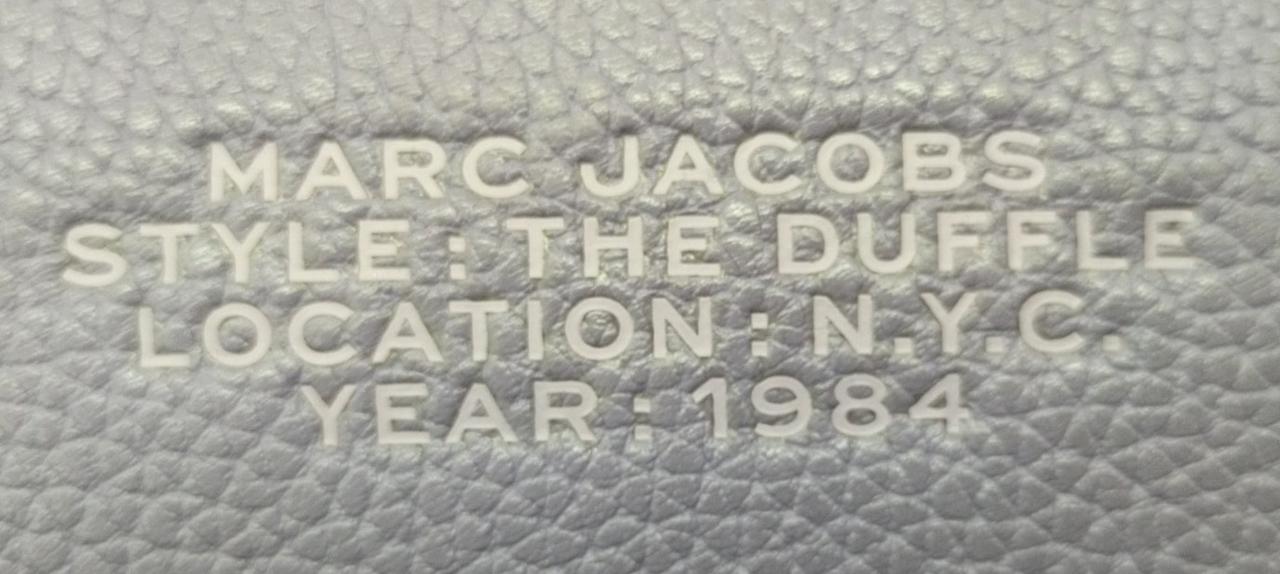 MARC JACOBS
STYLE : THE DUFFLE
LOCATION : N.Y.C.
YEAR : 1984